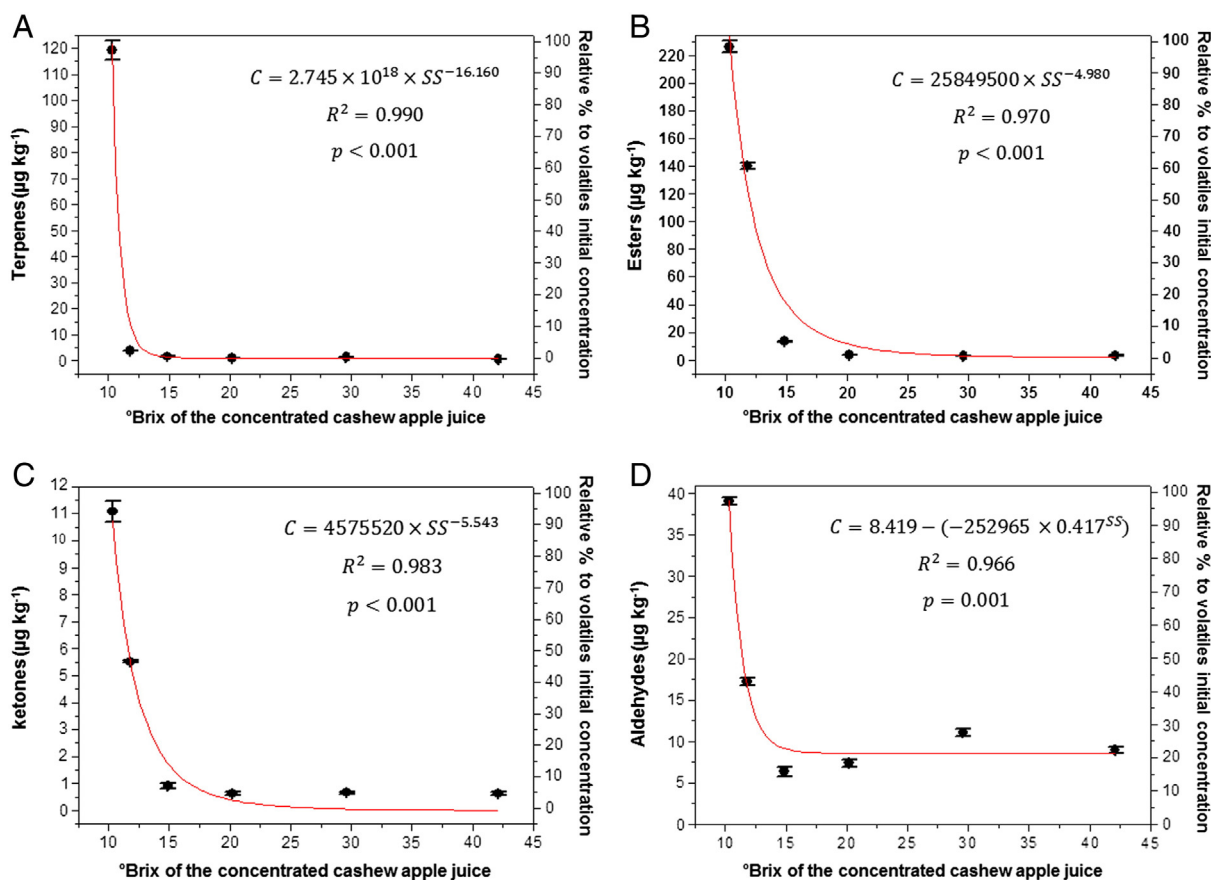 A
Terpenes (µg kg⁻¹)
120
110
100
90
80
70
60
50
40
30
20
10
0
C = 2.745 × 10¹⁸ × SS⁻¹⁶·¹⁶⁰
R² = 0.990
p < 0.001
100
90
80
70
60
50
40
30
20
10
0
Relative % to volatiles initial concentration
10 15 20 25 30 35 40 45
°Brix of the concentrated cashew apple juice
B
Esters (µg kg⁻¹)
220
200
180
160
140
120
100
80
60
40
20
0
C = 25849500 × SS⁻⁴·⁹⁸⁰
R² = 0.970
p < 0.001
100
90
80
70
60
50
40
30
20
10
0
Relative % to volatiles initial concentration
10 15 20 25 30 35 40 45
°Brix of the concentrated cashew apple juice
C
ketones (µg kg⁻¹)
12
11
10
9
8
7
6
5
4
3
2
1
0
C = 4575520 × SS⁻⁵·⁵⁴³
R² = 0.983
p < 0.001
100
90
80
70
60
50
40
30
20
10
0
Relative % to volatiles initial concentration
10 15 20 25 30 35 40 45
°Brix of the concentrated cashew apple juice
D
Aldehydes (µg kg⁻¹)
40
35
30
25
20
15
10
5
0
C = 8.419 − (−252965 × 0.417^SS)
R² = 0.966
p = 0.001
100
90
80
70
60
50
40
30
20
10
0
Relative % to volatiles initial concentration
10 15 20 25 30 35 40 45
°Brix of the concentrated cashew apple juice